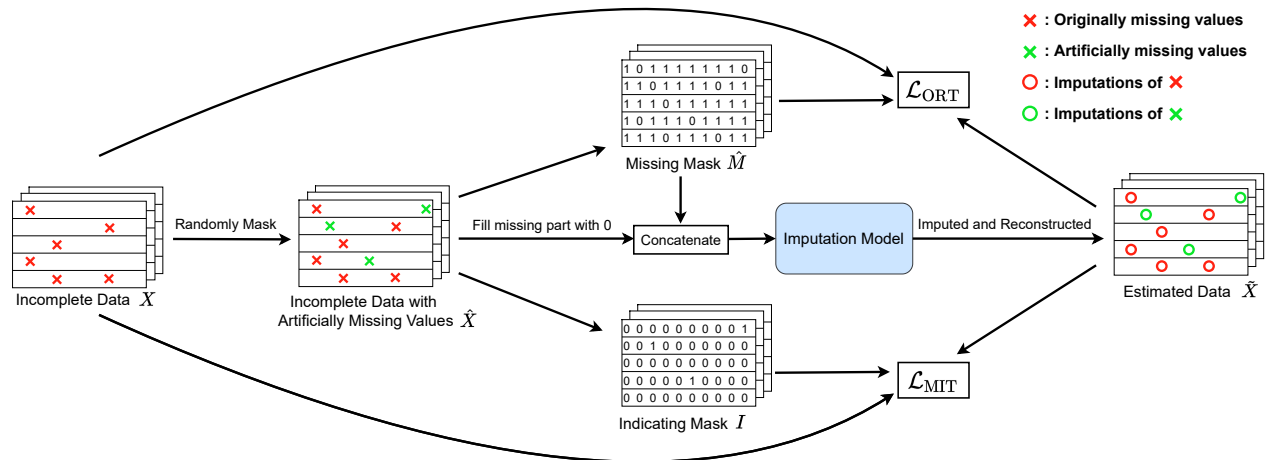 : Originally missing values
: Artificially missing values
: Imputations of
: Imputations of
1 0 1 1 1 1 1 1 1 0
1 1 0 1 1 1 1 0 1 1
1 1 1 0 1 1 1 1 1 1
1 0 1 1 1 0 1 1 1 1
1 1 1 0 1 1 1 0 1 1
Missing Mask M̂
ℒ_ORT
Randomly Mask
Fill missing part with 0
Concatenate
Imputation Model
Imputed and Reconstructed
Incomplete Data X
Incomplete Data with
Artificially Missing Values X̂
Estimated Data X̃
0 0 0 0 0 0 0 0 0 1
0 0 1 0 0 0 0 0 0 0
0 0 0 0 0 0 0 0 0 0
0 0 0 0 0 1 0 0 0 0
0 0 0 0 0 0 0 0 0 0
Indicating Mask I
ℒ_MIT